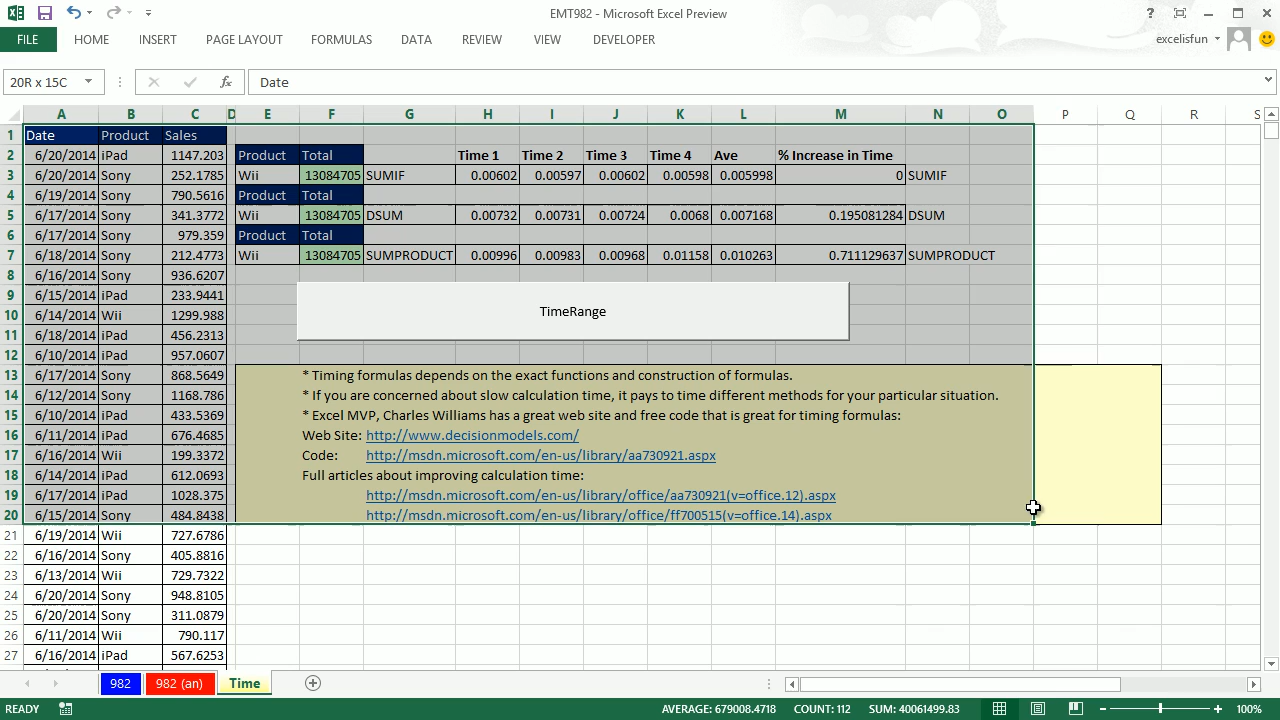 EMT982 - Microsoft Excel Preview
FILE HOME INSERT PAGE LAYOUT FORMULAS DATA REVIEW VIEW DEVELOPER excelisfun
20R x 15C fx Date
A B C D E F G H I J K L M N O P Q R S
1 Date Product Sales
2 6/20/2014 iPad 1147.203 Product Total Time 1 Time 2 Time 3 Time 4 Ave % Increase in Time
3 6/20/2014 Sony 252.1785 Wii 13084705 SUMIF 0.00602 0.00597 0.00602 0.00598 0.005998 0 SUMIF
4 6/19/2014 Sony 790.5616 Product Total
5 6/17/2014 Sony 341.3772 Wii 13084705 DSUM 0.00732 0.00731 0.00724 0.0068 0.007168 0.195081284 DSUM
6 6/17/2014 Sony 979.359 Product Total
7 6/18/2014 Sony 212.4773 Wii 13084705 SUMPRODUCT 0.00996 0.00983 0.00968 0.01158 0.010263 0.711129637 SUMPRODUCT
8 6/16/2014 Sony 936.6207
9 6/15/2014 iPad 233.9441
10 6/14/2014 Wii 1299.988 TimeRange
11 6/18/2014 iPad 456.2313
12 6/10/2014 iPad 957.0607
13 6/17/2014 Sony 868.5649 * Timing formulas depends on the exact functions and construction of formulas.
14 6/12/2014 Sony 1168.786 * If you are concerned about slow calculation time, it pays to time different methods for your particular situation.
15 6/10/2014 iPad 433.5369 * Excel MVP, Charles Williams has a great web site and free code that is great for timing formulas:
16 6/11/2014 iPad 676.4685 Web Site: http://www.decisionmodels.com/
17 6/16/2014 Wii 199.3372 Code: http://msdn.microsoft.com/en-us/library/aa730921.aspx
18 6/14/2014 iPad 612.0693 Full articles about improving calculation time:
19 6/17/2014 iPad 1028.375 http://msdn.microsoft.com/en-us/library/office/aa730921(v=office.12).aspx
20 6/15/2014 Sony 484.8438 http://msdn.microsoft.com/en-us/library/office/ff700515(v=office.14).aspx
21 6/19/2014 Wii 727.6786
22 6/16/2014 Sony 405.8816
23 6/13/2014 Wii 729.7322
24 6/20/2014 Sony 948.8105
25 6/20/2014 Sony 311.0879
26 6/11/2014 Wii 790.117
27 6/16/2014 iPad 567.6253
982 982 (an) Time
READY AVERAGE: 679008.4718 COUNT: 112 SUM: 40061499.83 100%